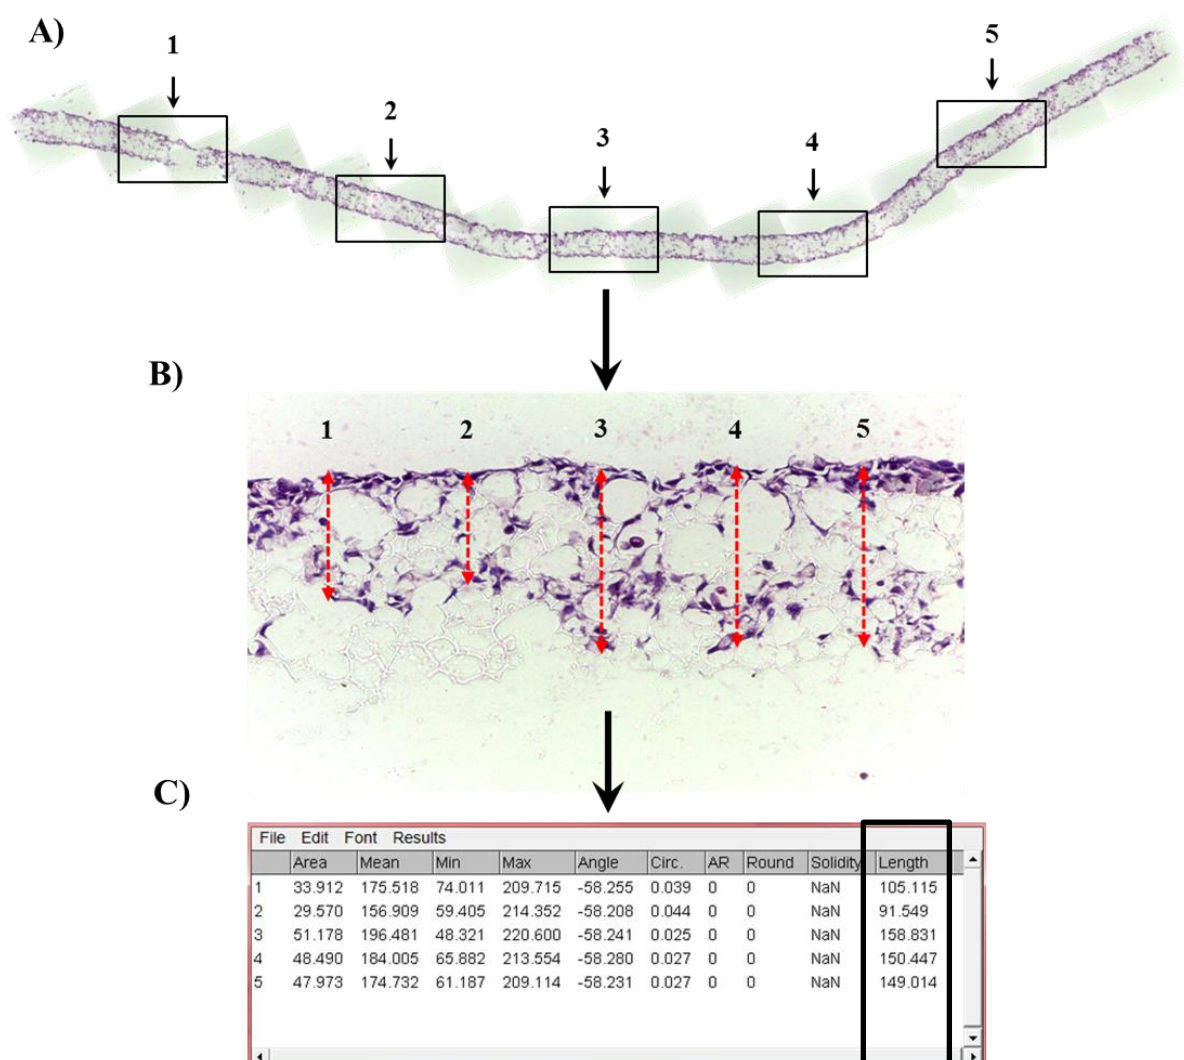 A)
1
2
3
4
5
B)
1 2 3 4 5
C)
File Edit Font Results
Area Mean Min Max Angle Circ. AR Round Solidity Length
1 33.912 175.518 74.011 209.715 -58.255 0.039 0 0 NaN 105.115
2 29.570 156.909 59.405 214.352 -58.208 0.044 0 0 NaN 91.549
3 51.178 196.481 48.321 220.600 -58.241 0.025 0 0 NaN 158.831
4 48.490 184.005 65.882 213.554 -58.280 0.027 0 0 NaN 150.447
5 47.973 174.732 61.187 209.114 -58.231 0.027 0 0 NaN 149.014